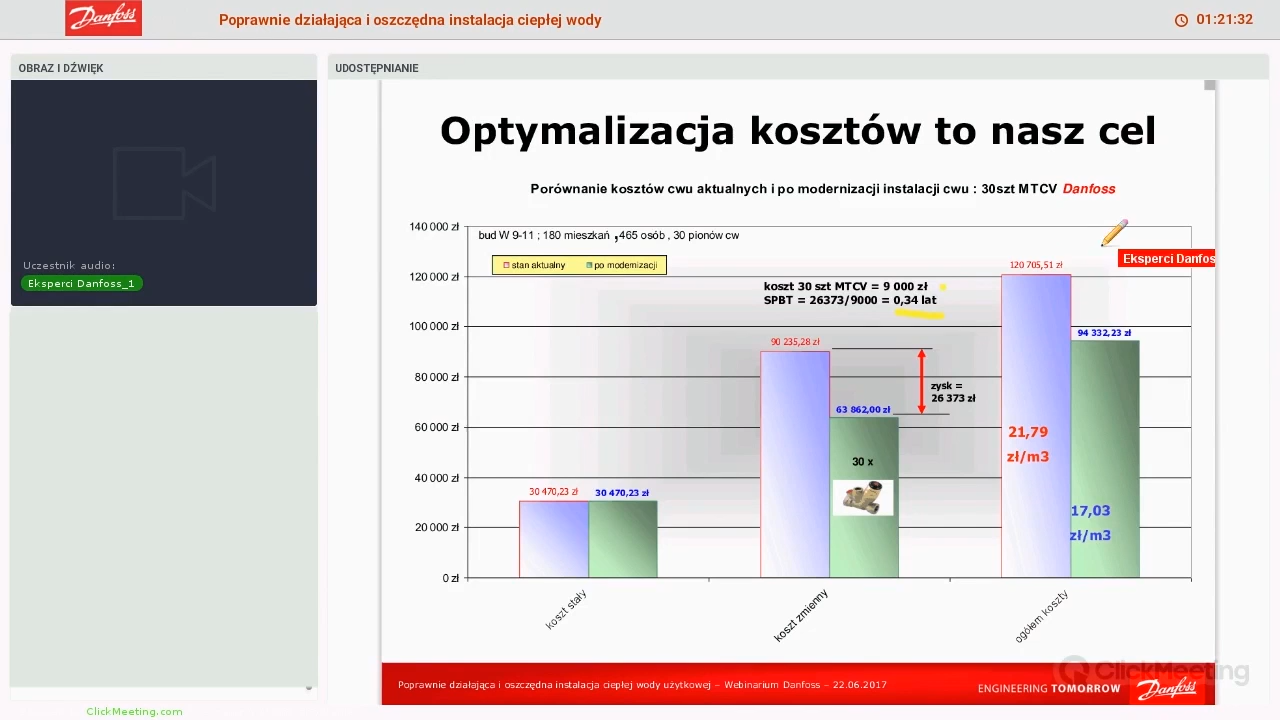 Danfoss
Poprawnie działająca i oszczędna instalacja ciepłej wody
01:21:32
OBRAZ I DŹWIĘK
UDOSTĘPNIANIE
Uczestnik audio:
Eksperci Danfoss_1
Optymalizacja kosztów to nasz cel
Porównanie kosztów cwu aktualnych i po modernizacji instalacji cwu : 30szt MTCV Danfoss
140 000 zł
120 000 zł
100 000 zł
80 000 zł
60 000 zł
40 000 zł
20 000 zł
0 zł
bud W 9-11 ; 180 mieszkań , 465 osób , 30 pionów cw
stan aktualny
po modernizacji
koszt 30 szt MTCV = 9 000 zł
SPBT = 26373/9000 = 0,34 lat
Eksperci Danfos
30 470,23 zł
30 470,23 zł
90 235,28 zł
63 862,00 zł
zysk =
26 373 zł
30 x
120 705,51 zł
94 332,23 zł
21,79
zł/m3
17,03
zł/m3
koszt stały
koszt zmienny
ogółem koszty
Poprawnie działająca i oszczędna instalacja ciepłej wody użytkowej – Webinarium Danfoss – 22.06.2017
ENGINEERING TOMORROW
Danfoss
ClickMeeting
ClickMeeting.com